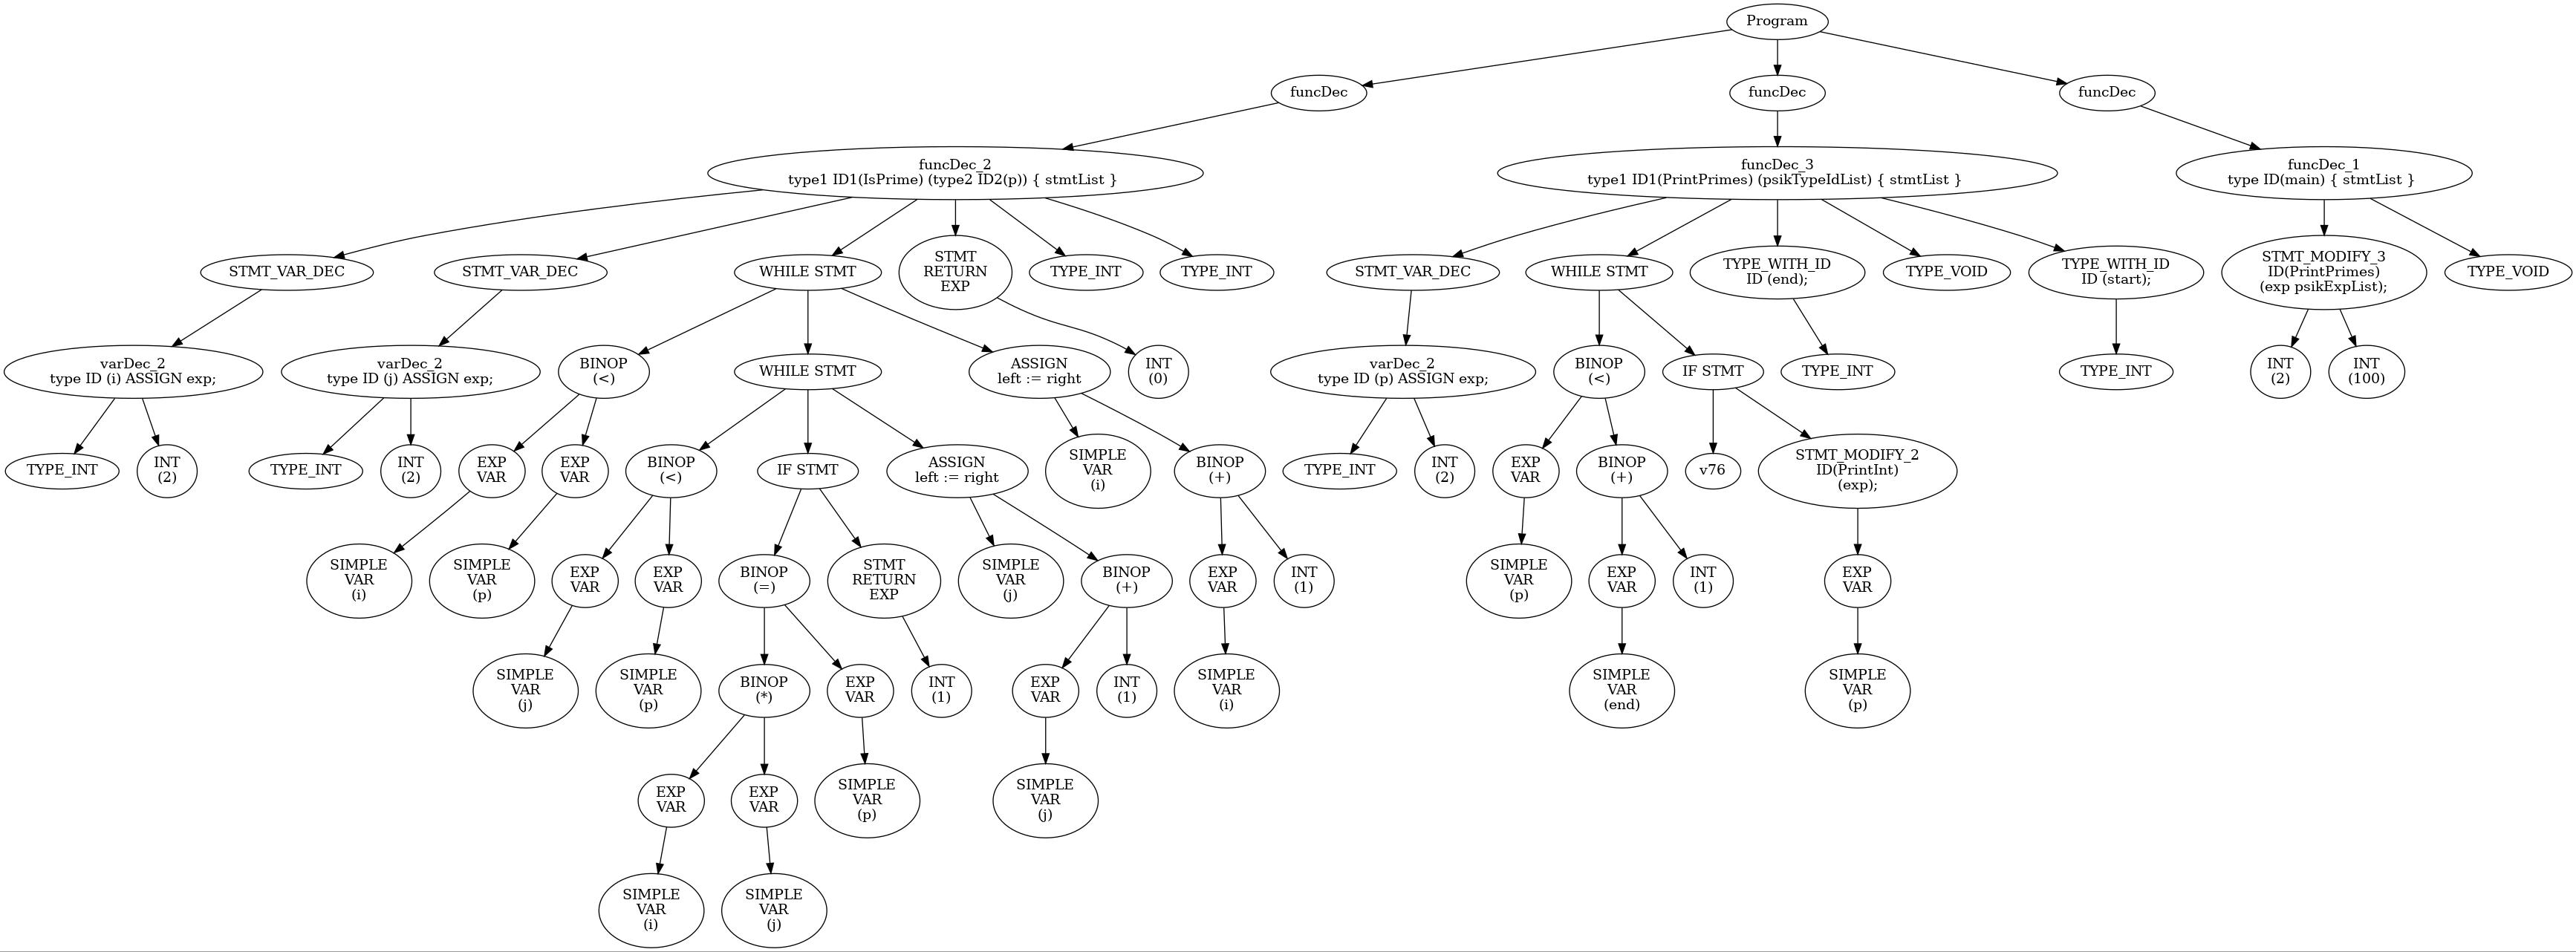 Program
funcDec
funcDec
funcDec
funcDec_2
type1 ID1(IsPrime) (type2 ID2(p)) { stmtList }
funcDec_3
type1 ID1(PrintPrimes) (psikTypeIdList) { stmtList }
funcDec_1
type ID(main) { stmtList }
STMT_VAR_DEC
STMT_VAR_DEC
WHILE STMT
STMT
RETURN
EXP
TYPE_INT
TYPE_INT
STMT_VAR_DEC
WHILE STMT
TYPE_WITH_ID
ID (end);
TYPE_VOID
TYPE_WITH_ID
ID (start);
STMT_MODIFY_3
ID(PrintPrimes)
(exp psikExpList);
TYPE_VOID
varDec_2
type ID (i) ASSIGN exp;
varDec_2
type ID (j) ASSIGN exp;
BINOP
(<)
WHILE STMT
ASSIGN
left := right
INT
(0)
varDec_2
type ID (p) ASSIGN exp;
BINOP
(<)
IF STMT
TYPE_INT
TYPE_INT
INT
(2)
INT
(100)
TYPE_INT
INT
(2)
TYPE_INT
INT
(2)
EXP
VAR
EXP
VAR
BINOP
(<)
IF STMT
ASSIGN
left := right
SIMPLE
VAR
(i)
BINOP
(+)
TYPE_INT
INT
(2)
EXP
VAR
BINOP
(+)
v76
STMT_MODIFY_2
ID(PrintInt)
(exp);
SIMPLE
VAR
(i)
SIMPLE
VAR
(p)
EXP
VAR
EXP
VAR
BINOP
(=)
STMT
RETURN
EXP
SIMPLE
VAR
(j)
BINOP
(+)
EXP
VAR
INT
(1)
SIMPLE
VAR
(p)
EXP
VAR
INT
(1)
EXP
VAR
SIMPLE
VAR
(j)
SIMPLE
VAR
(p)
BINOP
(*)
EXP
VAR
INT
(1)
EXP
VAR
INT
(1)
SIMPLE
VAR
(i)
SIMPLE
VAR
(end)
SIMPLE
VAR
(p)
EXP
VAR
EXP
VAR
SIMPLE
VAR
(p)
SIMPLE
VAR
(j)
SIMPLE
VAR
(i)
SIMPLE
VAR
(j)